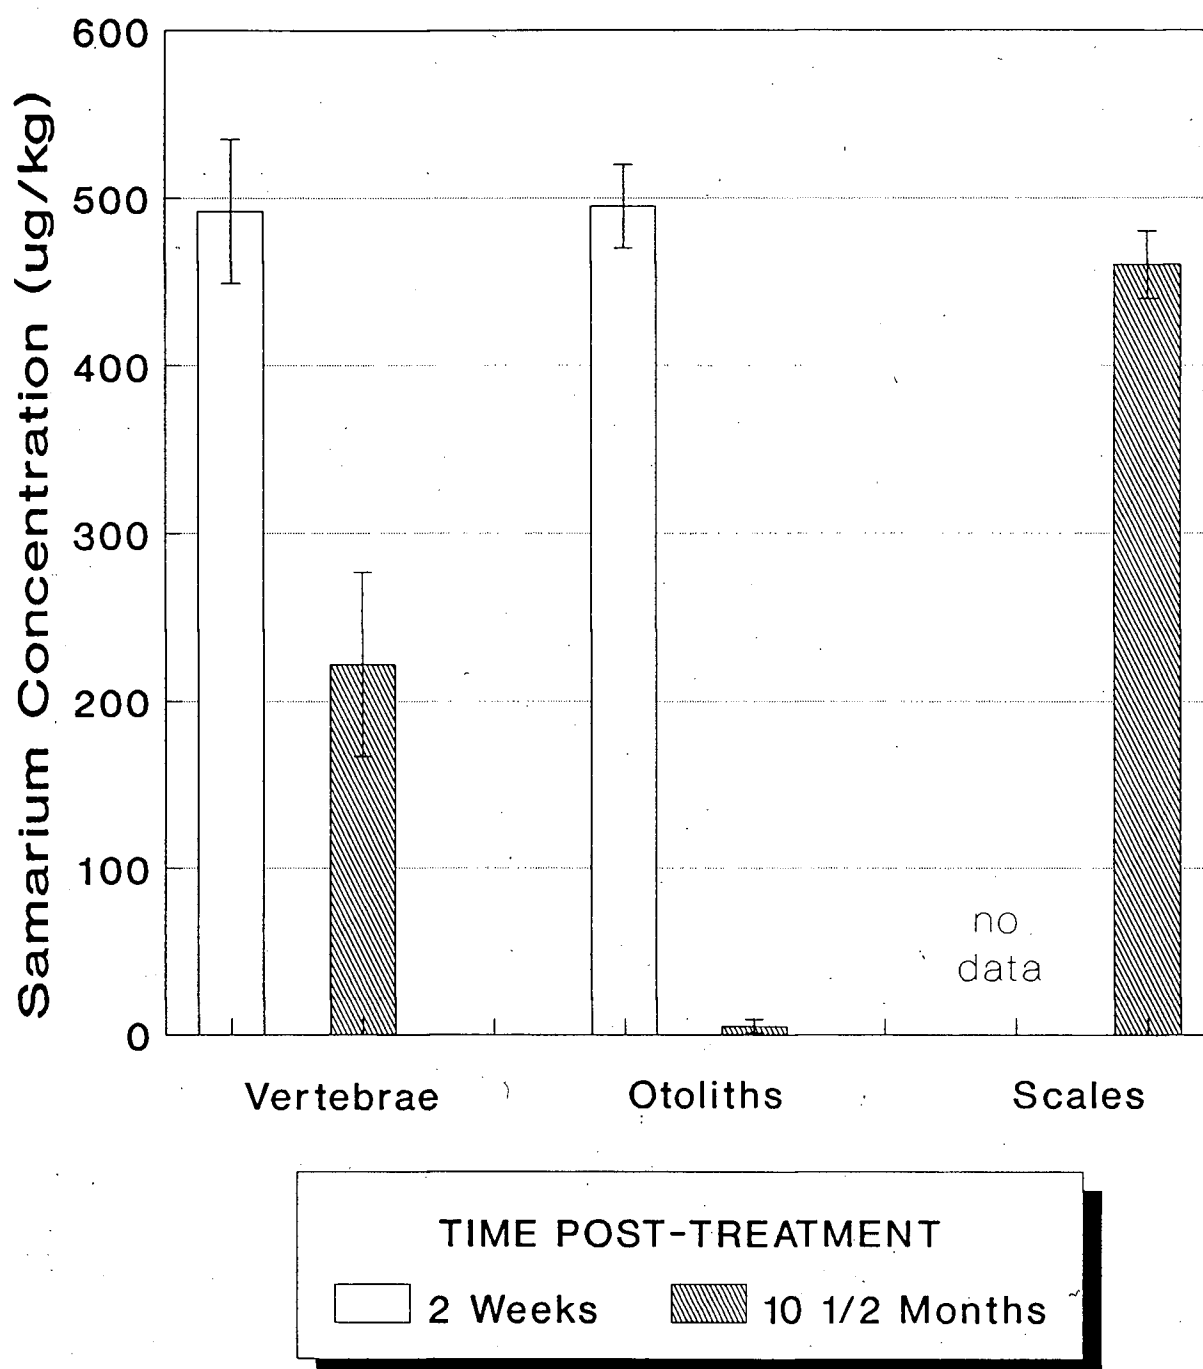 Samarium Concentration (ug/kg)
600
500
400
300
200
100
0
no
data
Vertebrae
Otoliths
Scales
TIME POST-TREATMENT
2 Weeks
10 1/2 Months